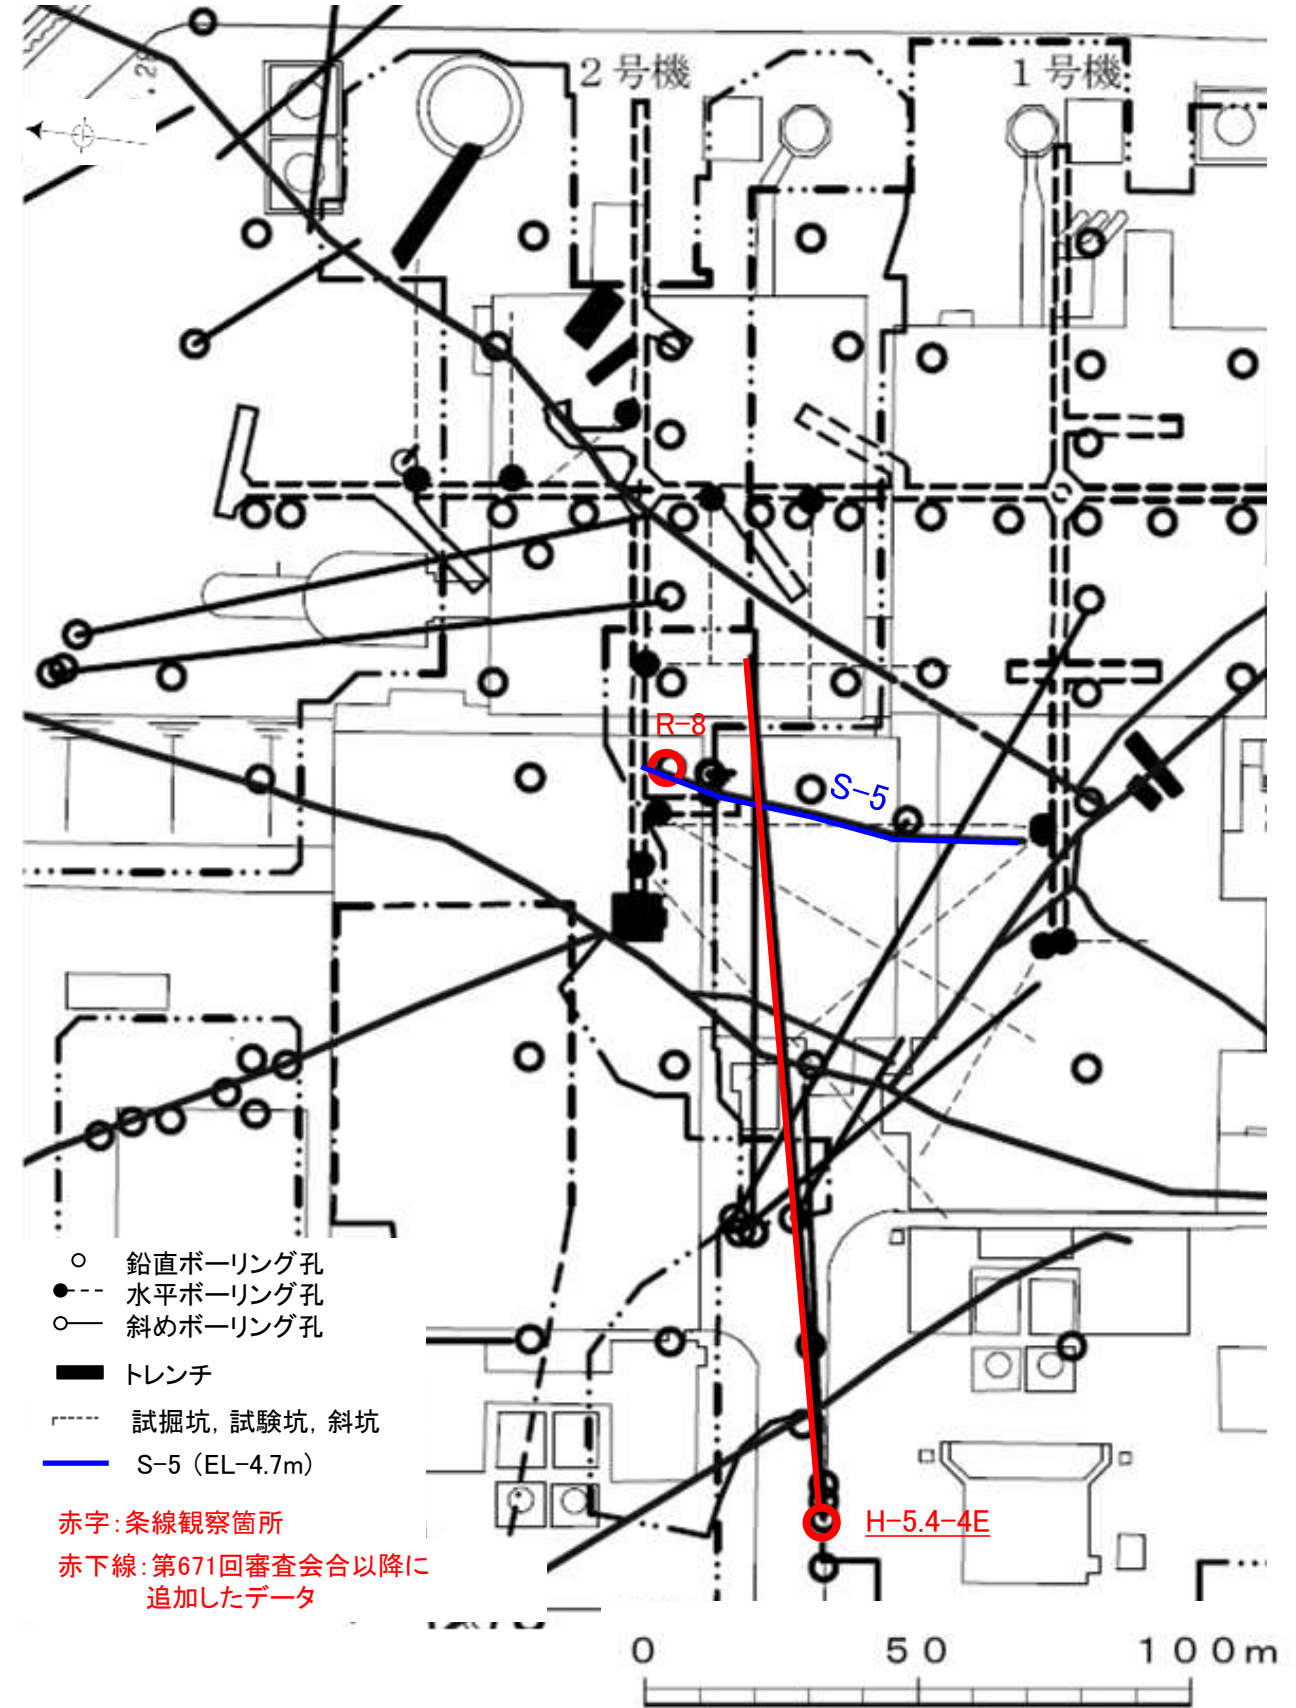 2号機
1号機
R-8
S-5
鉛直ボーリング孔
水平ボーリング孔
斜めボーリング孔
トレンチ
試掘坑，試験坑，斜坑
S-5（EL-4.7m）
赤字：条線観察箇所
赤下線：第671回審査会合以降に
追加したデータ
H-5.4-4E
0 50 100m